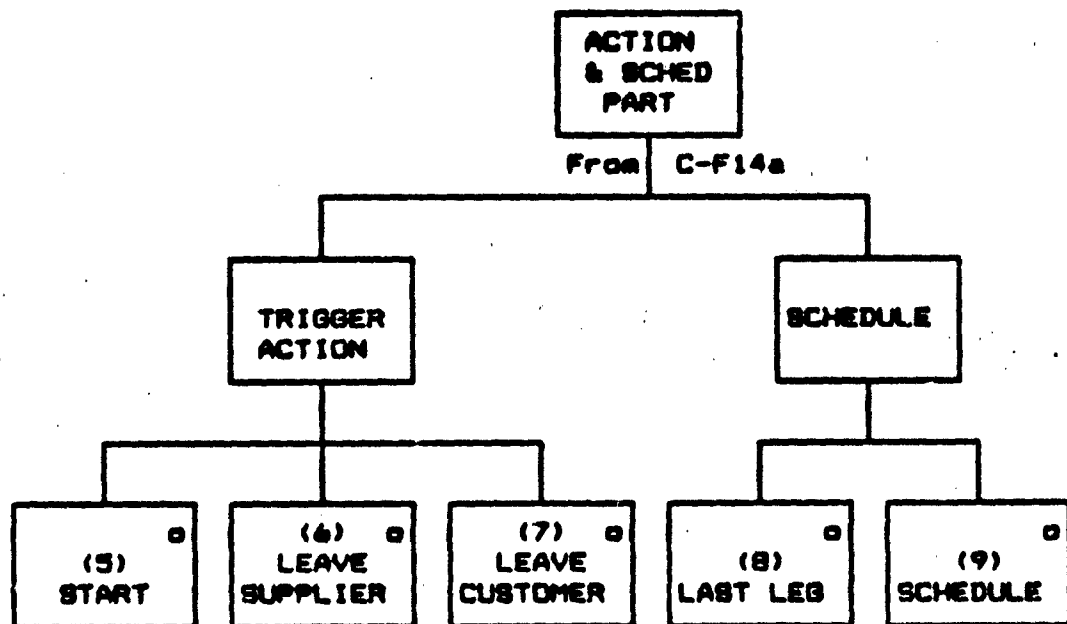 ACTION
& SCHED
PART
From C-F14a
TRIGGER
ACTION
SCHEDULE
(5)
START
(6)
LEAVE
SUPPLIER
(7)
LEAVE
CUSTOMER
(8)
LAST LEG
(9)
SCHEDULE